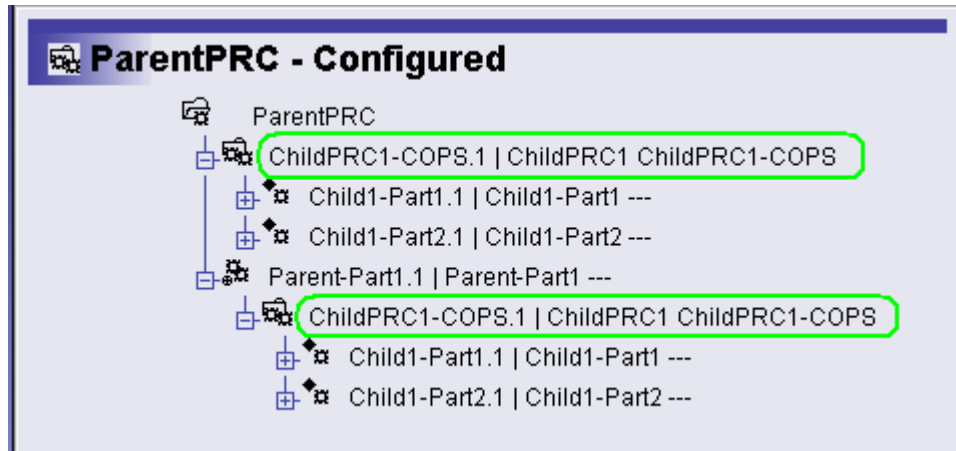 ParentPRC - Configured
ParentPRC
ChildPRC1-COPS.1 | ChildPRC1 ChildPRC1-COPS
Child1-Part1.1 | Child1-Part1 ---
Child1-Part2.1 | Child1-Part2 ---
Parent-Part1.1 | Parent-Part1 ---
ChildPRC1-COPS.1 | ChildPRC1 ChildPRC1-COPS
Child1-Part1.1 | Child1-Part1 ---
Child1-Part2.1 | Child1-Part2 ---